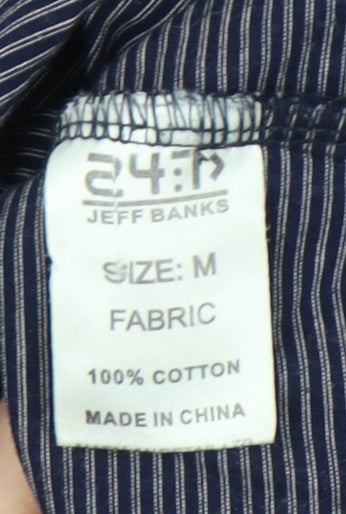 24:7
JEFF BANKS
SIZE: M
FABRIC
100% COTTON
MADE IN CHINA